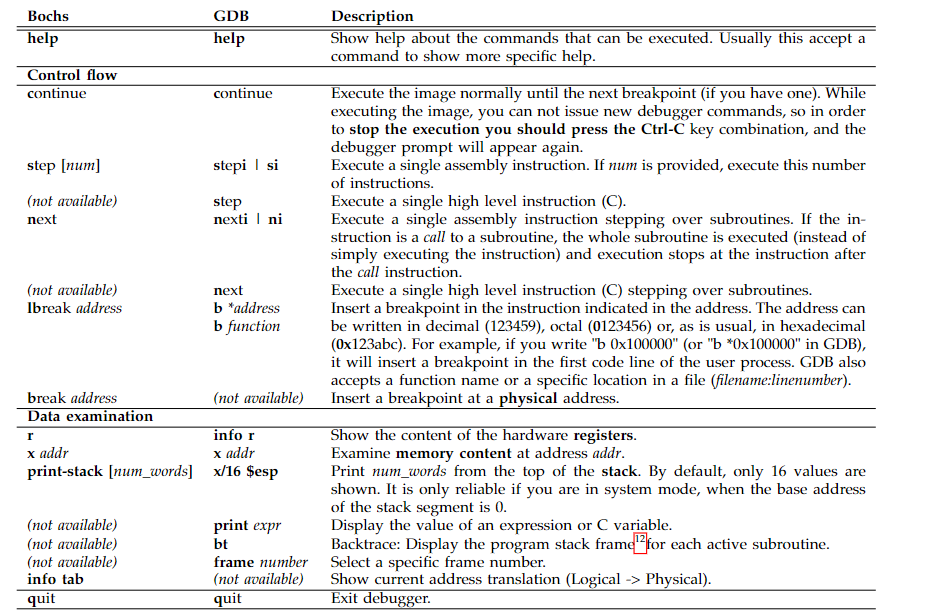 Bochs GDB Description
help help Show help about the commands that can be executed. Usually this accept a
command to show more specific help.
Control flow
continue continue Execute the image normally until the next breakpoint (if you have one). While
executing the image, you can not issue new debugger commands, so in order
to stop the execution you should press the Ctrl-C key combination, and the
debugger prompt will appear again.
step [num] stepi | si Execute a single assembly instruction. If num is provided, execute this number
of instructions.
(not available) step Execute a single high level instruction (C).
next nexti | ni Execute a single assembly instruction stepping over subroutines. If the in-
struction is a call to a subroutine, the whole subroutine is executed (instead of
simply executing the instruction) and execution stops at the instruction after
the call instruction.
(not available) next Execute a single high level instruction (C) stepping over subroutines.
lbreak address b *address Insert a breakpoint in the instruction indicated in the address. The address can
b function be written in decimal (123459), octal (0123456) or, as is usual, in hexadecimal
(0x123abc). For example, if you write "b 0x100000" (or "b *0x100000" in GDB),
it will insert a breakpoint in the first code line of the user process. GDB also
accepts a function name or a specific location in a file (filename:linenumber).
break address (not available) Insert a breakpoint at a physical address.
Data examination
r info r Show the content of the hardware registers.
x addr x addr Examine memory content at address addr.
print-stack [num_words] x/16 $esp Print num_words from the top of the stack. By default, only 16 values are
shown. It is only reliable if you are in system mode, when the base address
of the stack segment is 0.
(not available) print expr Display the value of an expression or C variable.
(not available) bt Backtrace: Display the program stack frame12 for each active subroutine.
(not available) frame number Select a specific frame number.
info tab (not available) Show current address translation (Logical -> Physical).
quit quit Exit debugger.